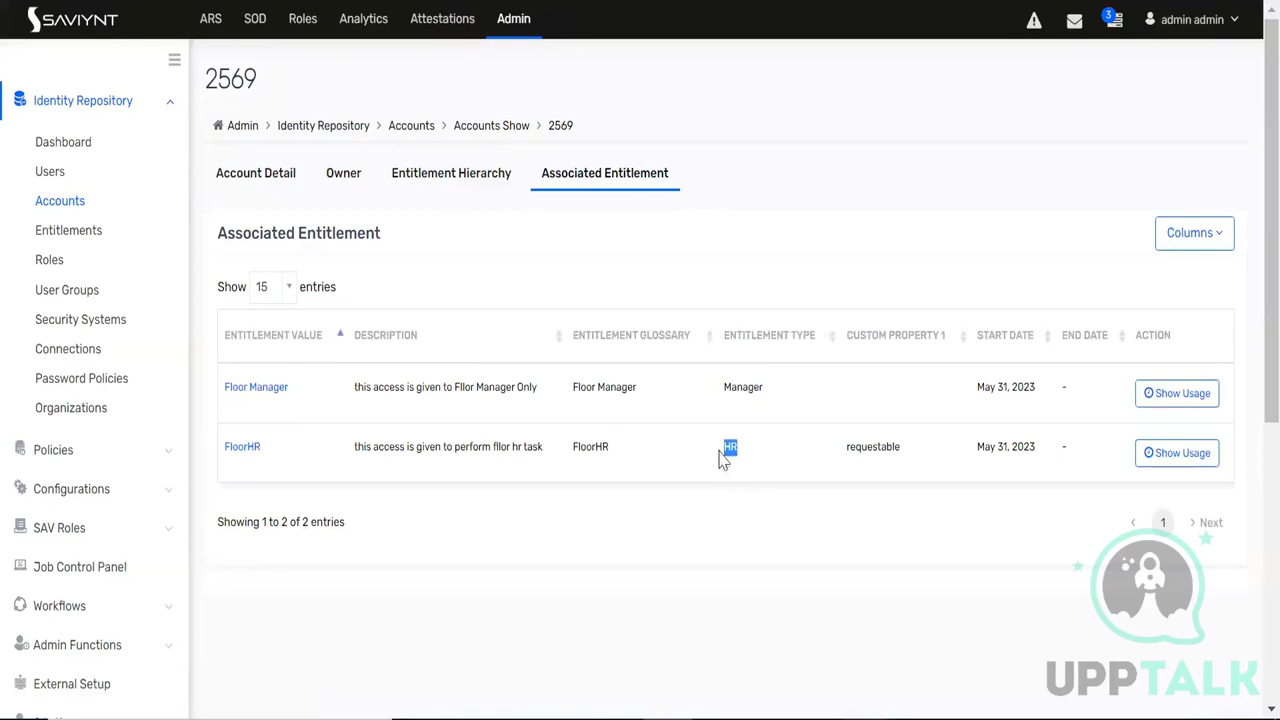 SAVIYNT ARS SOD Roles Analytics Attestations Admin 3 admin admin
2569
Admin > Identity Repository > Accounts > Accounts Show > 2569
Account Detail Owner Entitlement Hierarchy Associated Entitlement
Identity Repository
Dashboard
Users
Accounts
Entitlements
Roles
User Groups
Security Systems
Connections
Password Policies
Organizations
Policies
Configurations
SAV Roles
Job Control Panel
Workflows
Admin Functions
External Setup
Associated Entitlement Columns
Show 15 entries
ENTITLEMENT VALUE DESCRIPTION ENTITLEMENT GLOSSARY ENTITLEMENT TYPE CUSTOM PROPERTY 1 START DATE END DATE ACTION
Floor Manager this access is given to Fllor Manager Only Floor Manager Manager May 31, 2023 - Show Usage
FloorHR this access is given to perform fllor hr task FloorHR HR requestable May 31, 2023 - Show Usage
Showing 1 to 2 of 2 entries < 1 > Next
UPPTALK